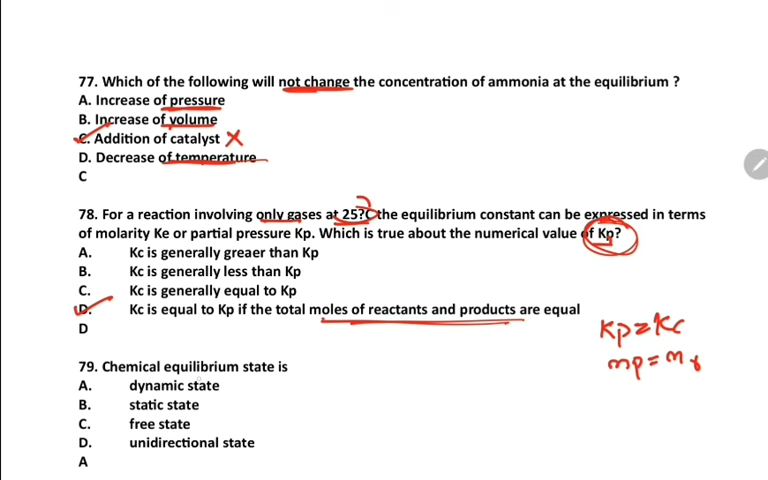 77. Which of the following will not change the concentration of ammonia at the equilibrium ?
A. Increase of pressure
B. Increase of volume
C. Addition of catalyst
D. Decrease of temperature
C
78. For a reaction involving only gases at 25?C the equilibrium constant can be expressed in terms
of molarity Ke or partial pressure Kp. Which is true about the numerical value of Kp?
A. Kc is generally greaer than Kp
B. Kc is generally less than Kp
C. Kc is generally equal to Kp
D. Kc is equal to Kp if the total moles of reactants and products are equal
D
Kp = Kc
mp = mr
79. Chemical equilibrium state is
A. dynamic state
B. static state
C. free state
D. unidirectional state
A